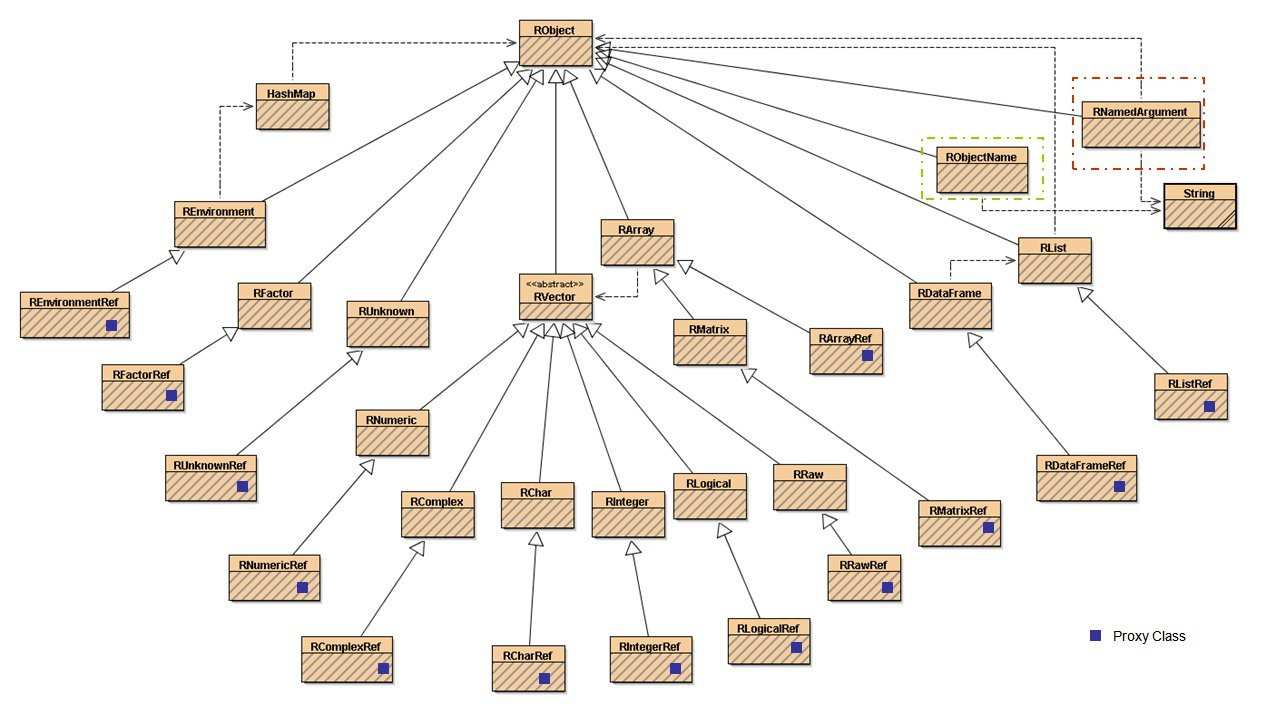 RObject
HashMap
RNamedArgument
RObjectName
String
REnvironment
RArray
RList
<<abstract>>
RVector
REnvironmentRef
RFactor
RUnknown
RDataFrame
RMatrix
RArrayRef
RFactorRef
RListRef
RNumeric
RUnknownRef
RDataFrameRef
RComplex
RChar
RInteger
RLogical
RRaw
RMatrixRef
RNumericRef
RRawRef
RComplexRef
RCharRef
RIntegerRef
RLogicalRef
Proxy Class